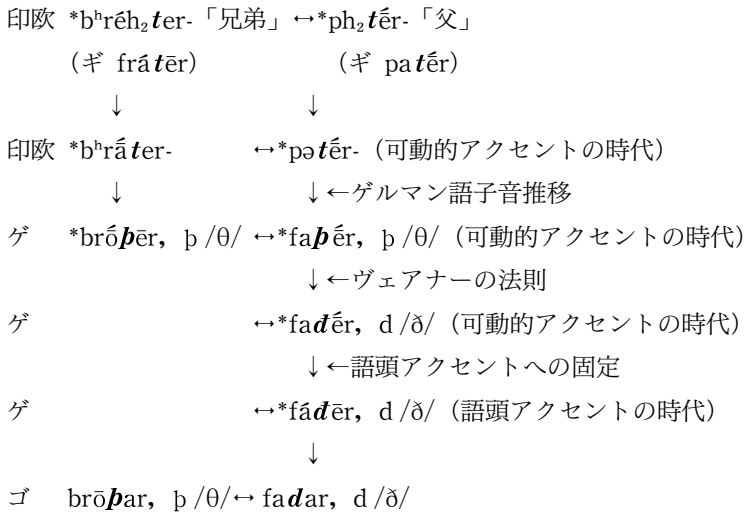 印欧 *bʰréh₂ter-「兄弟」↔*ph₂tḗr-「父」
(ギ frā́tēr) (ギ patḗr)
↓ ↓
印欧 *bʰrā́ter- ↔*pətḗr-(可動的アクセントの時代)
↓ ↓←ゲルマン語子音推移
ゲ *brṓþēr, þ /θ/ ↔*faþḗr, þ /θ/(可動的アクセントの時代)
↓←ヴェアナーの法則
ゲ ↔*fađḗr, d /ð/(可動的アクセントの時代)
↓←語頭アクセントへの固定
ゲ ↔*fáđēr, d /ð/(語頭アクセントの時代)
↓
ゴ brōþar, þ /θ/↔ fadar, d /ð/